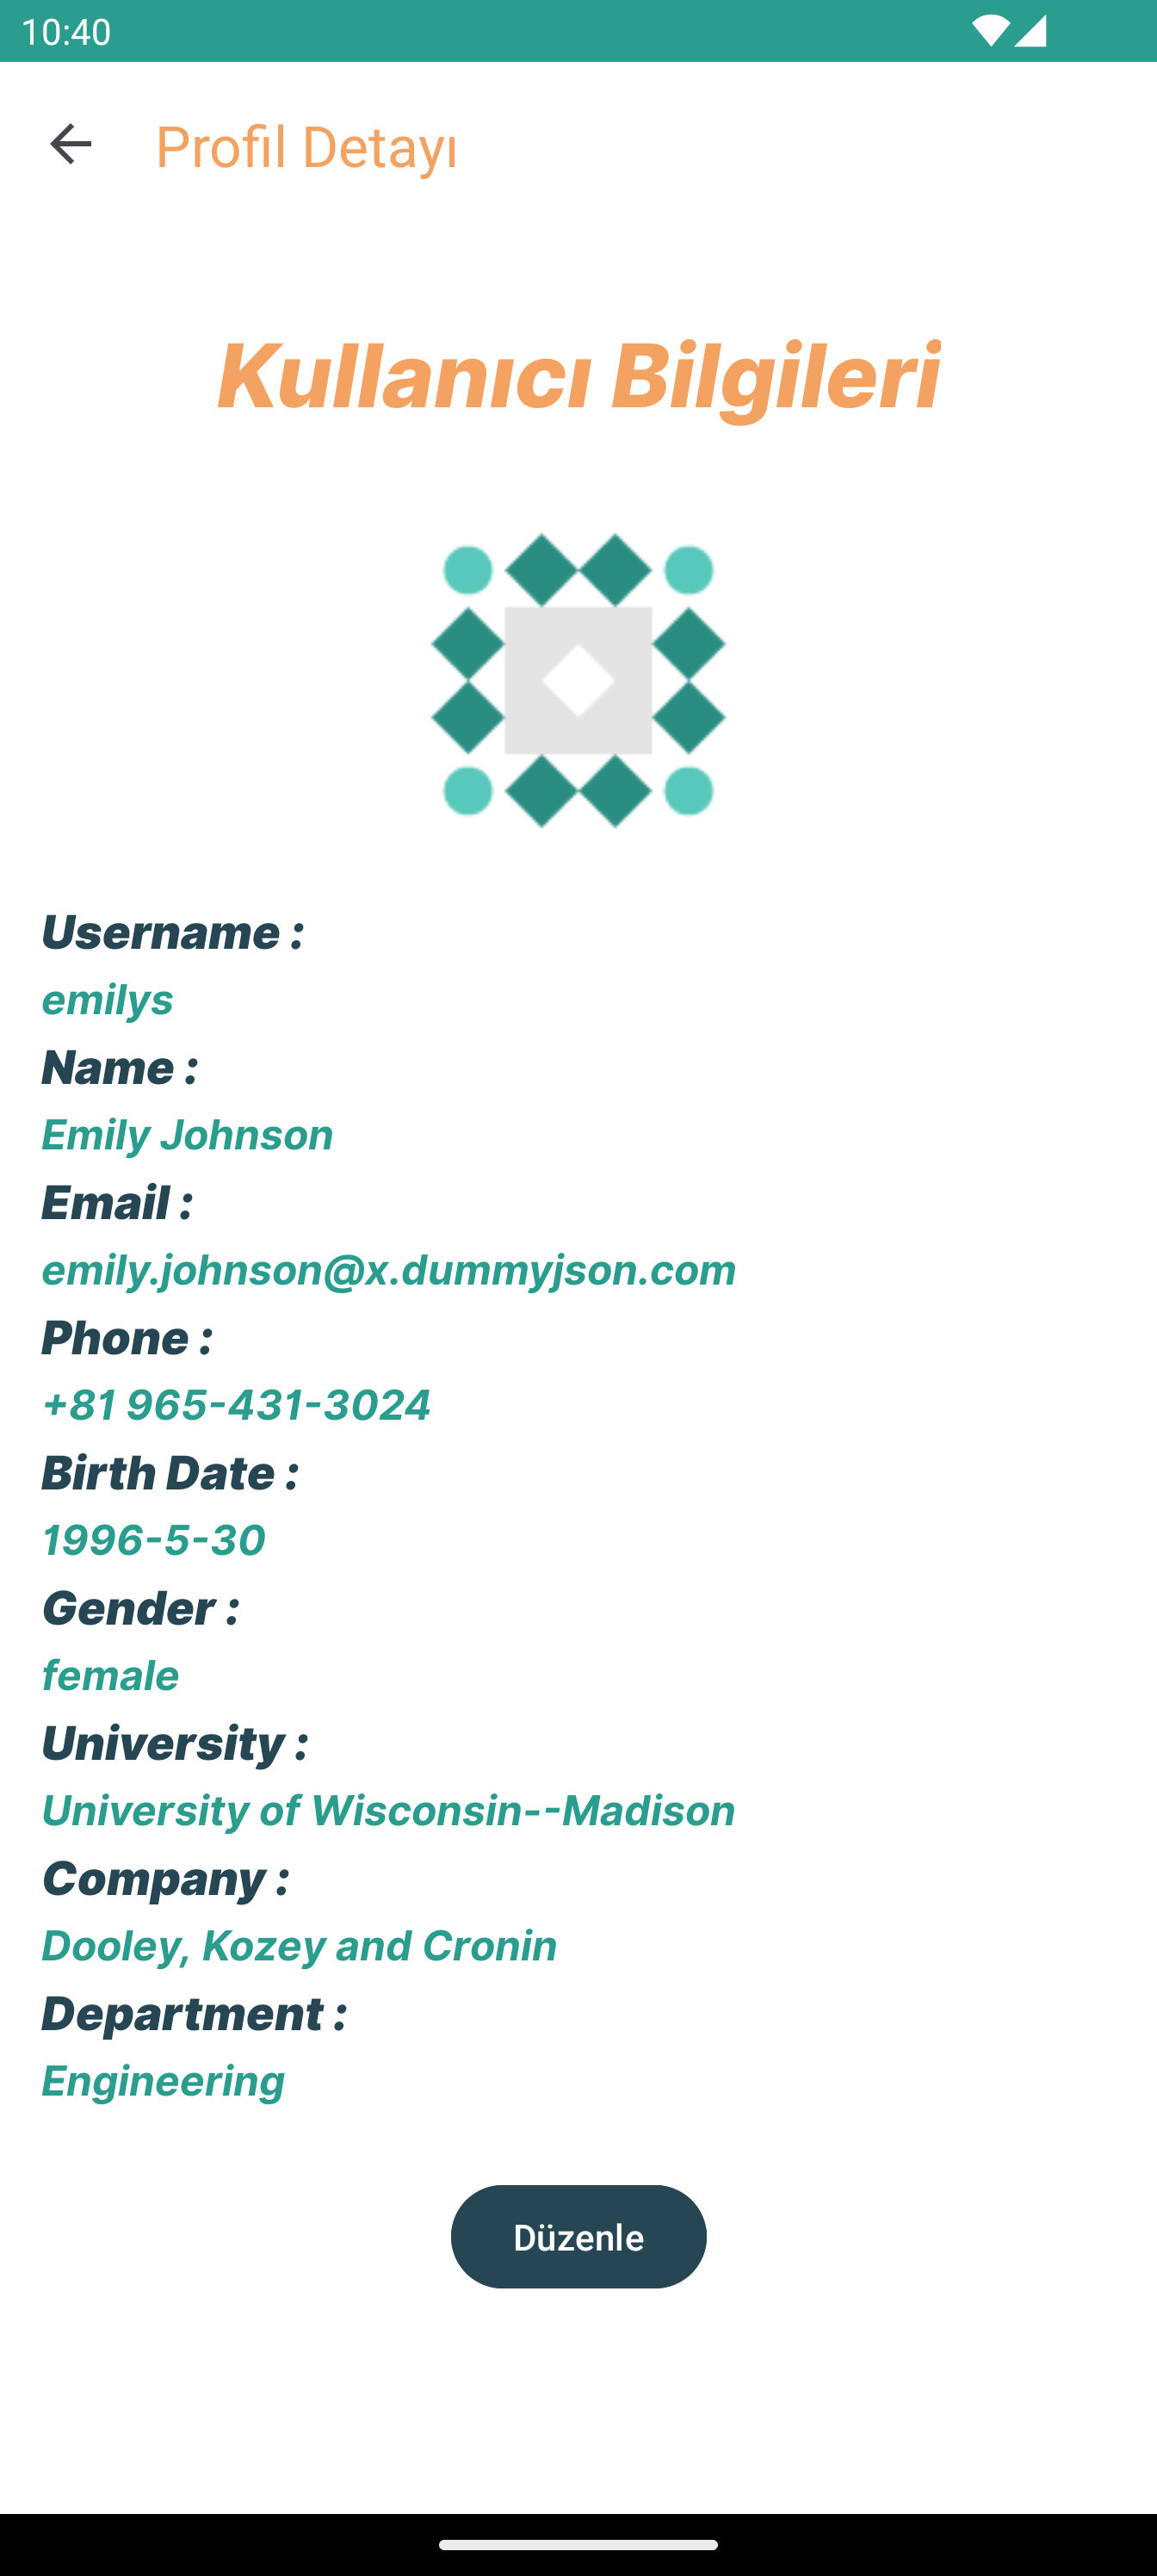 10:40
Profil Detayı
Kullanıcı Bilgileri
Username :
emilys
Name :
Emily Johnson
Email :
emily.johnson@x.dummyjson.com
Phone :
+81 965-431-3024
Birth Date :
1996-5-30
Gender :
female
University :
University of Wisconsin--Madison
Company :
Dooley, Kozey and Cronin
Department :
Engineering
Düzenle